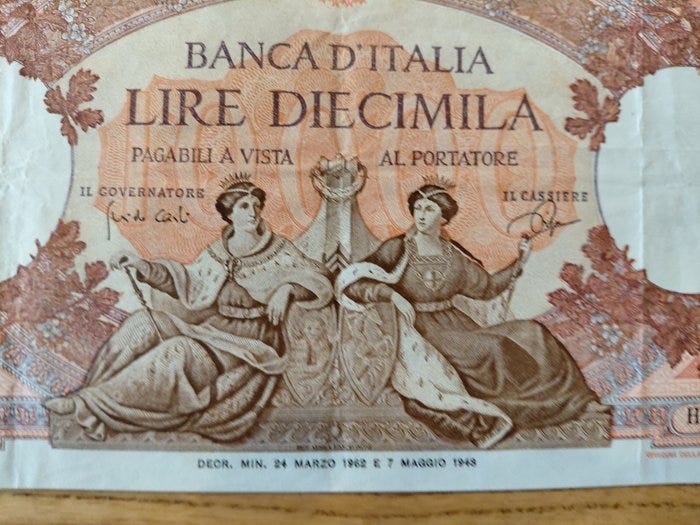 BANCA D'ITALIA
LIRE DIECIMILA
PAGABILI A VISTA AL PORTATORE
IL GOVERNATORE IL CASSIERE
H
DECR. MIN. 24 MARZO 1962 E 7 MAGGIO 1948